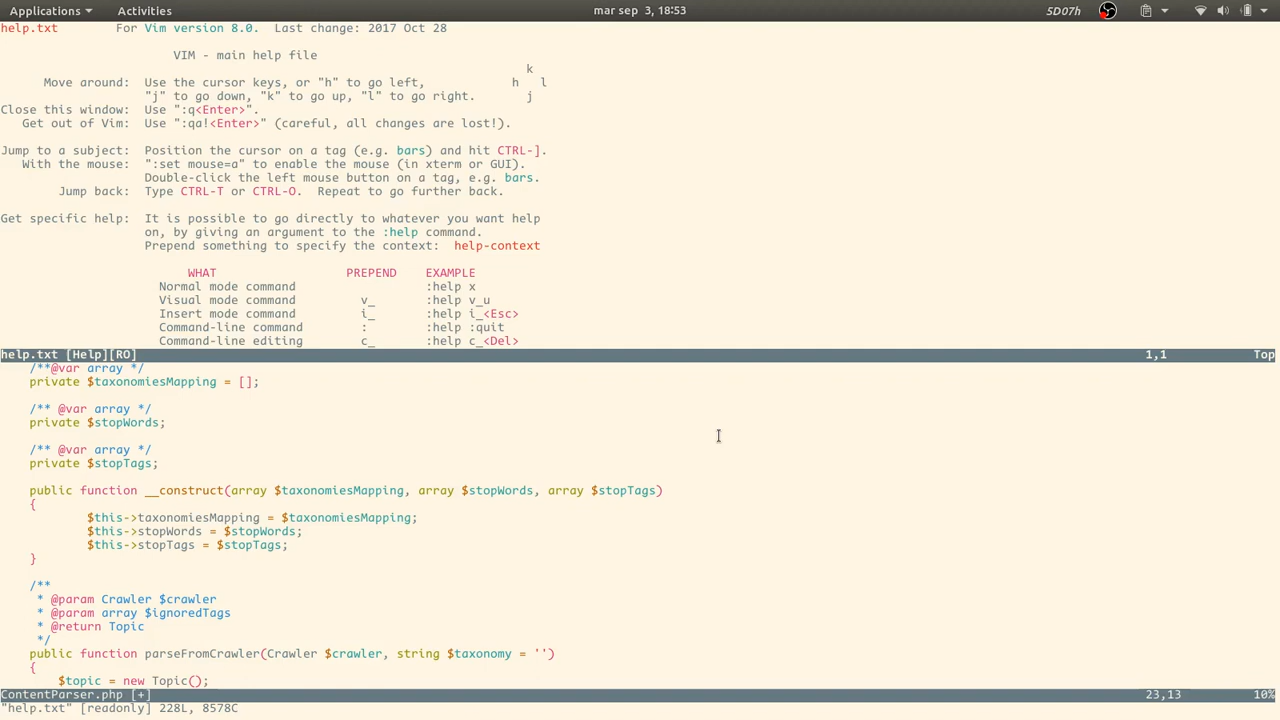 Applications Activities mar sep 3, 18:53 5D07h
help.txt For Vim version 8.0. Last change: 2017 Oct 28
VIM - main help file
k
Move around: Use the cursor keys, or "h" to go left, h l
"j" to go down, "k" to go up, "l" to go right. j
Close this window: Use ":q<Enter>".
Get out of Vim: Use ":qa!<Enter>" (careful, all changes are lost!).
Jump to a subject: Position the cursor on a tag (e.g. bars) and hit CTRL-].
With the mouse: ":set mouse=a" to enable the mouse (in xterm or GUI).
Double-click the left mouse button on a tag, e.g. bars.
Jump back: Type CTRL-T or CTRL-O. Repeat to go further back.
Get specific help: It is possible to go directly to whatever you want help
on, by giving an argument to the :help command.
Prepend something to specify the context: help-context
WHAT PREPEND EXAMPLE
Normal mode command :help x
Visual mode command v_ :help v_u
Insert mode command i_ :help i_<Esc>
Command-line command : :help :quit
Command-line editing c_ :help c_<Del>
help.txt [Help][RO] 1,1 Top
/**@var array */
private $taxonomiesMapping = [];
/** @var array */
private $stopWords;
/** @var array */
private $stopTags;
public function __construct(array $taxonomiesMapping, array $stopWords, array $stopTags)
{
$this->taxonomiesMapping = $taxonomiesMapping;
$this->stopWords = $stopWords;
$this->stopTags = $stopTags;
}
/**
* @param Crawler $crawler
* @param array $ignoredTags
* @return Topic
*/
public function parseFromCrawler(Crawler $crawler, string $taxonomy = '')
{
$topic = new Topic();
ContentParser.php [+] 23,13 10%
"help.txt" [readonly] 228L, 8578C